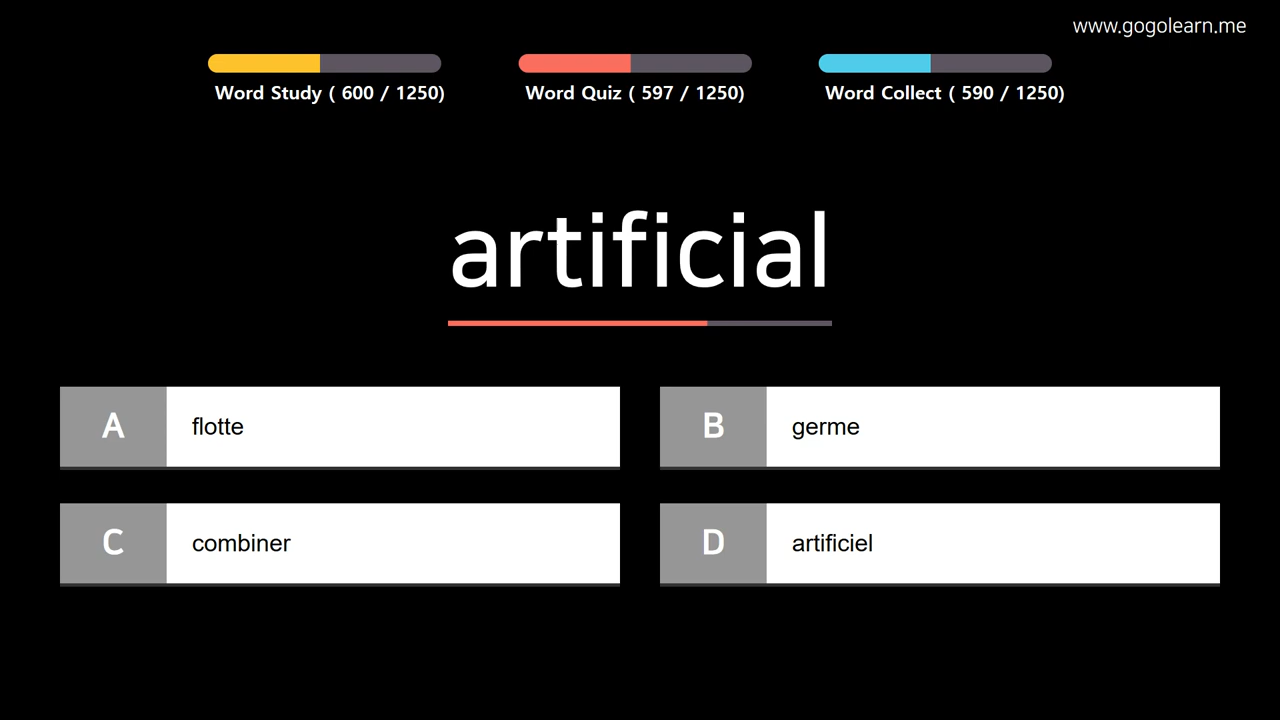 www.gogolearn.me
Word Study ( 600 / 1250)
Word Quiz ( 597 / 1250)
Word Collect ( 590 / 1250)
artificial
A flotte
B germe
C combiner
D artificiel